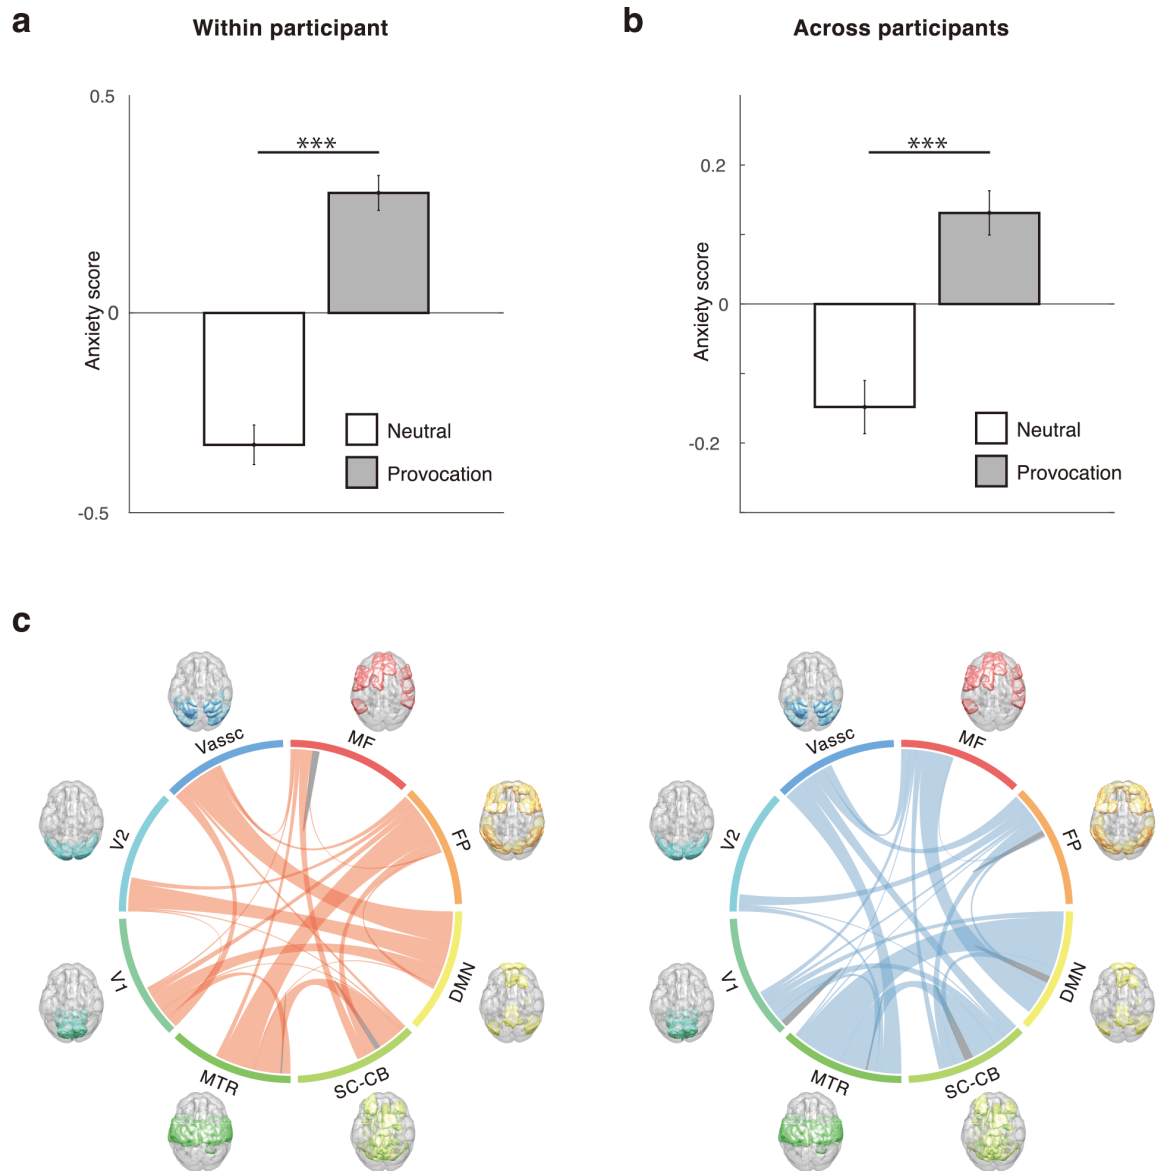 a
Within participant
0.5
***
Anxiety score
0
Neutral
Provocation
-0.5
b
Across participants
0.2
***
Anxiety score
0
Neutral
-0.2
Provocation
c
Vassc
MF
V2
FP
V1
DMN
MTR
SC-CB
Vassc
MF
V2
FP
V1
DMN
MTR
SC-CB